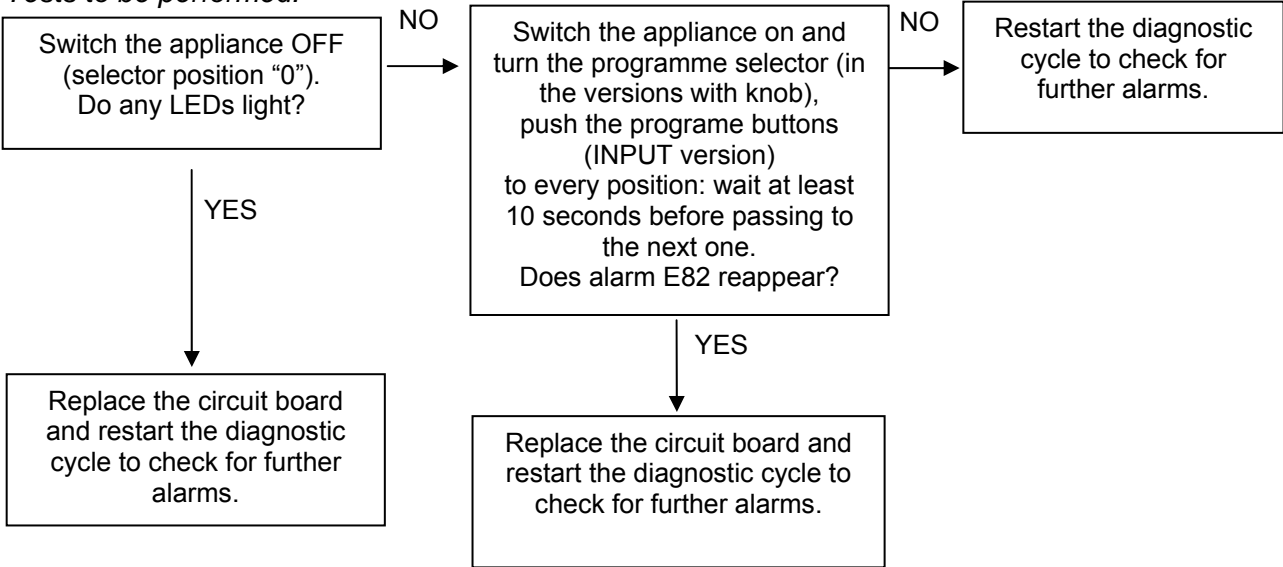 Tests to be performed:
Switch the appliance OFF
(selector position “0”).
Do any LEDs light?
NO
Switch the appliance on and
turn the programme selector (in
the versions with knob),
push the programe buttons
(INPUT version)
to every position: wait at least
10 seconds before passing to
the next one.
Does alarm E82 reappear?
NO
Restart the diagnostic
cycle to check for
further alarms.
YES
YES
Replace the circuit board
and restart the diagnostic
cycle to check for further
alarms.
Replace the circuit board and
restart the diagnostic cycle to
check for further alarms.